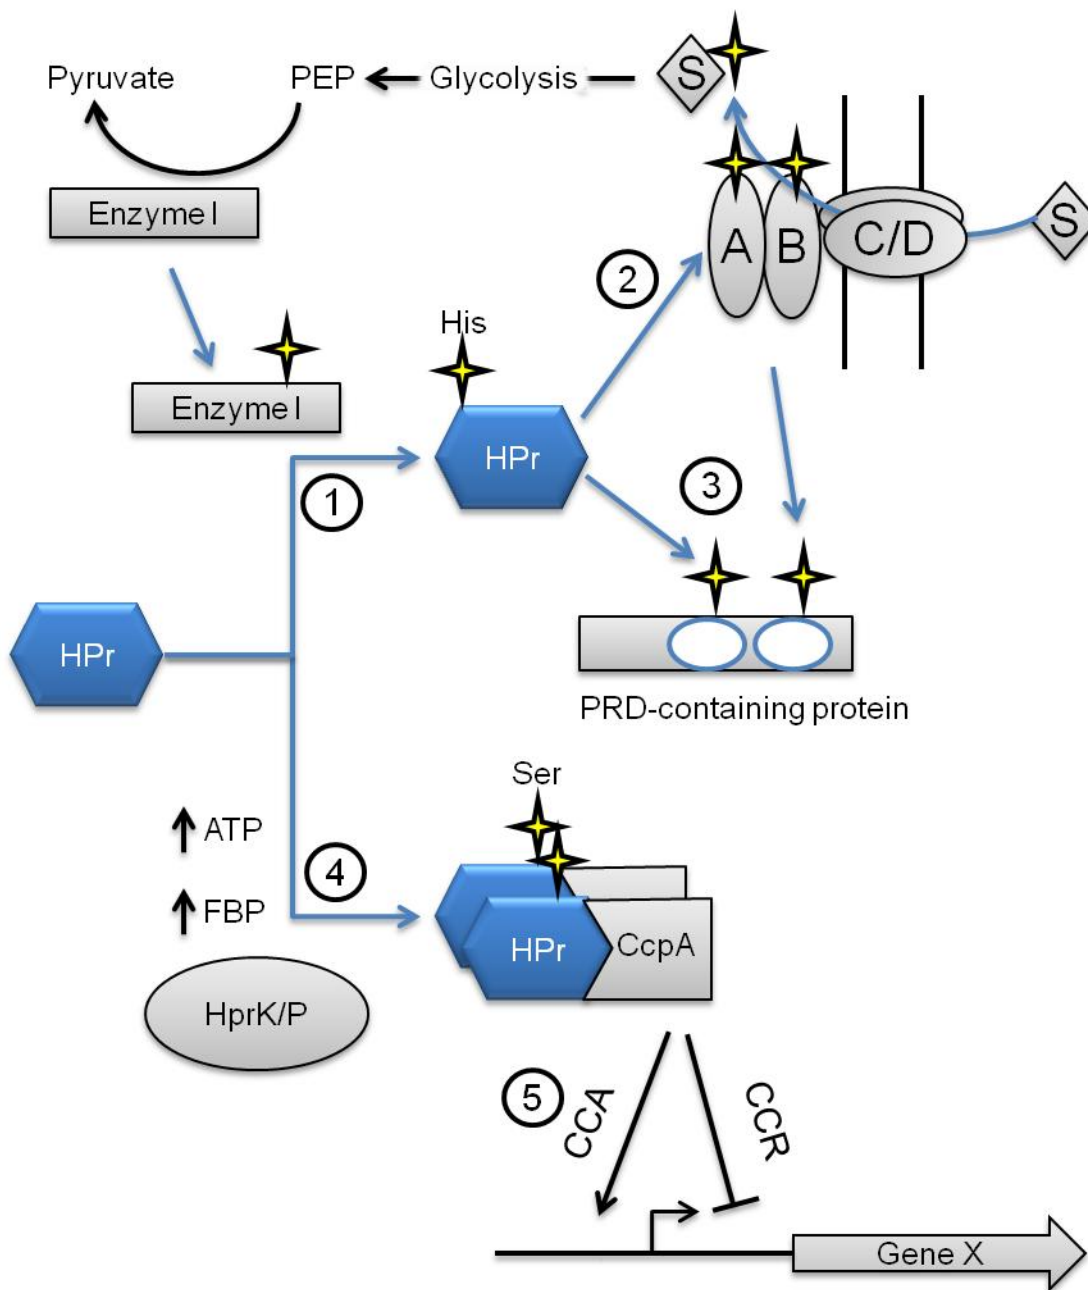 S
Pyruvate
PEP
Glycolysis
Enzyme I
A
B
C/D
S
2
His
Enzyme I
HPr
1
3
HPr
PRD-containing protein
Ser
ATP
4
FBP
HPr
CcpA
HprK/P
5
CCA
CCR
Gene X